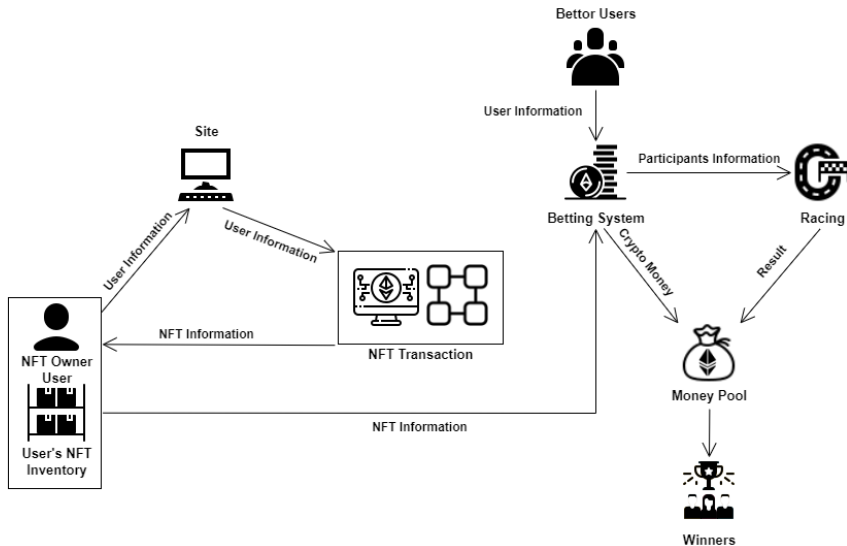 Bettor Users
User Information
Site
Participants Information
Betting System
Racing
User Information
User Information
Crypto Money
Result
NFT Information
NFT Transaction
NFT Owner
User
Money Pool
NFT Information
User's NFT
Inventory
Winners